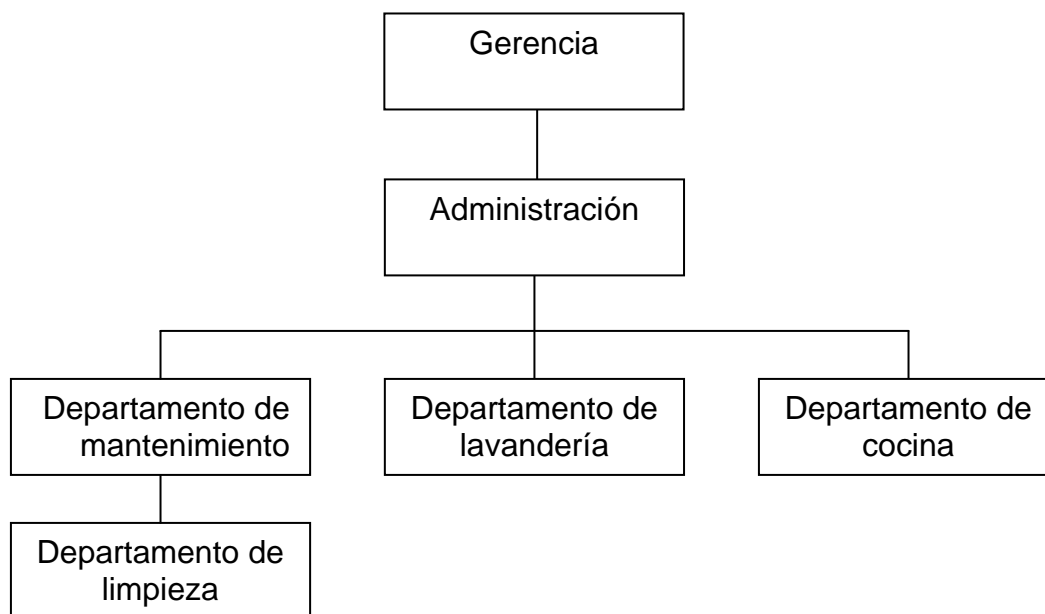 Gerencia
Administración
Departamento de
mantenimiento
Departamento de
lavandería
Departamento de
cocina
Departamento de
limpieza